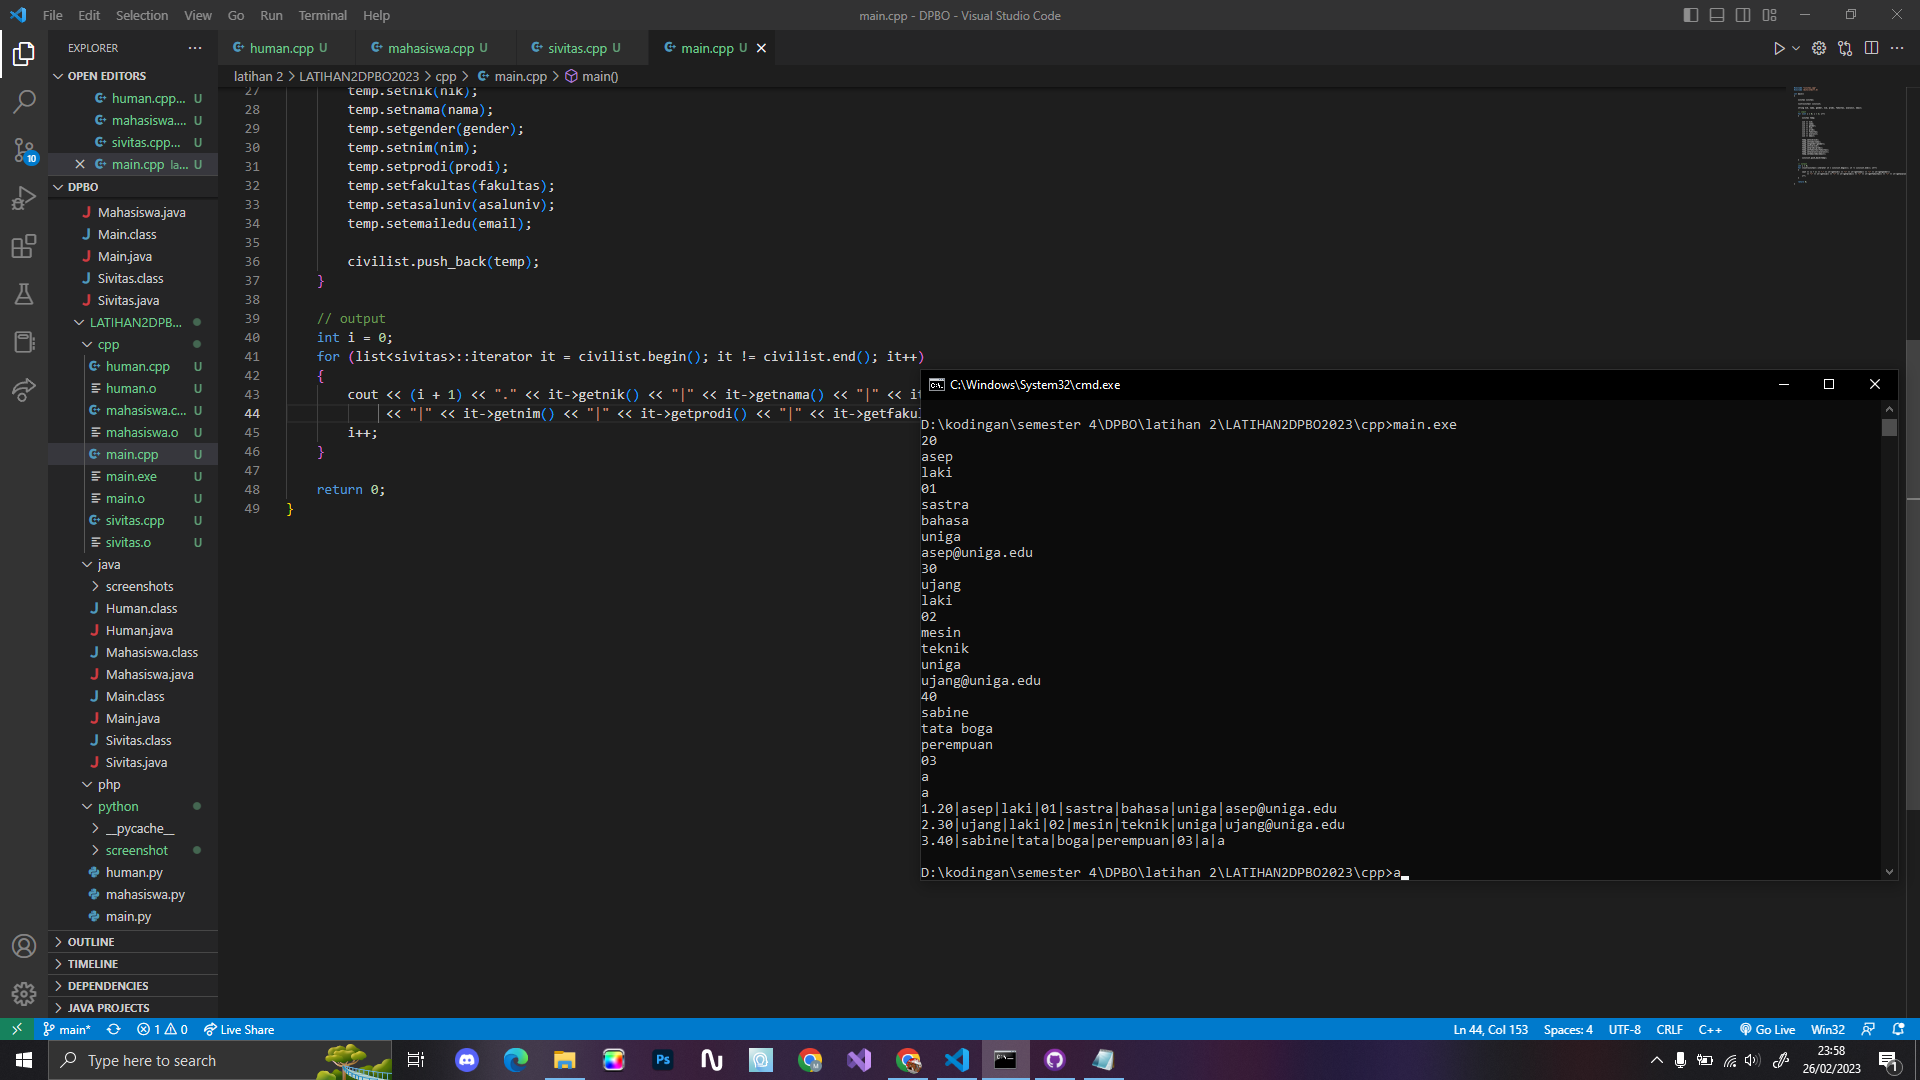 File Edit Selection View Go Run Terminal Help
main.cpp - DPBO - Visual Studio Code
EXPLORER
OPEN EDITORS
human.cpp... U
mahasiswa.... U
sivitas.cpp... U
main.cpp la... U
DPBO
Mahasiswa.java
Main.class
Main.java
Sivitas.class
Sivitas.java
LATIHAN2DPB...
cpp
human.cpp U
human.o U
mahasiswa.c... U
mahasiswa.o U
main.cpp U
main.exe U
main.o U
sivitas.cpp U
sivitas.o U
java
screenshots
Human.class
Human.java
Mahasiswa.class
Mahasiswa.java
Main.class
Main.java
Sivitas.class
Sivitas.java
php
python
__pycache__
screenshot
human.py
mahasiswa.py
main.py
OUTLINE
TIMELINE
DEPENDENCIES
JAVA PROJECTS
human.cpp U mahasiswa.cpp U sivitas.cpp U main.cpp U
latihan 2 > LATIHAN2DPBO2023 > cpp > main.cpp > main()
27 temp.setnik(nik);
28 temp.setnama(nama);
29 temp.setgender(gender);
30 temp.setnim(nim);
31 temp.setprodi(prodi);
32 temp.setfakultas(fakultas);
33 temp.setasaluniv(asaluniv);
34 temp.setemailedu(email);
35
36 civilist.push_back(temp);
37 }
38
39 // output
40 int i = 0;
41 for (list<sivitas>::iterator it = civilist.begin(); it != civilist.end(); it++)
42 {
43 cout << (i + 1) << "." << it->getnik() << "|" << it->getnama() << "|" << it
44 << "|" << it->getnim() << "|" << it->getprodi() << "|" << it->getfakul
45 i++;
46 }
47
48 return 0;
49 }
C:\Windows\System32\cmd.exe
D:\kodingan\semester 4\DPBO\latihan 2\LATIHAN2DPBO2023\cpp>main.exe
20
asep
laki
01
sastra
bahasa
uniga
asep@uniga.edu
30
ujang
laki
02
mesin
teknik
uniga
ujang@uniga.edu
40
sabine
tata boga
perempuan
03
a
a
1.20|asep|laki|01|sastra|bahasa|uniga|asep@uniga.edu
2.30|ujang|laki|02|mesin|teknik|uniga|ujang@uniga.edu
3.40|sabine|tata|boga|perempuan|03|a|a
D:\kodingan\semester 4\DPBO\latihan 2\LATIHAN2DPBO2023\cpp>a
10
main* 1 0 Live Share
Ln 44, Col 153 Spaces: 4 UTF-8 CRLF C++ Go Live Win32
Type here to search
Ps
23:58
26/02/2023
1